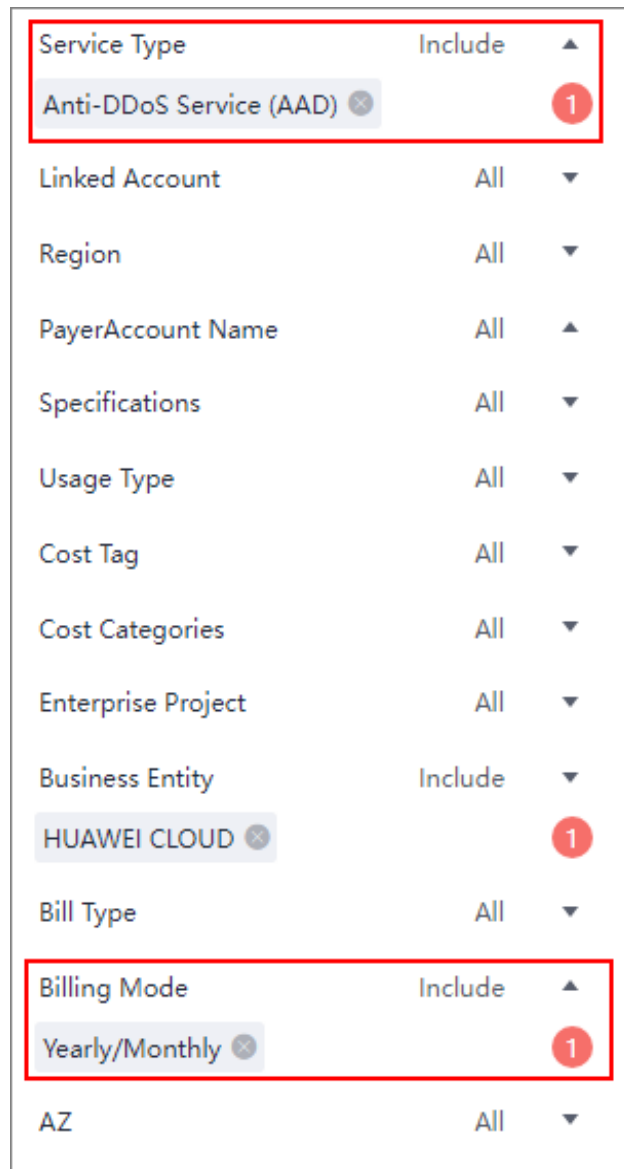 Service Type Include
Anti-DDoS Service (AAD) 1
Linked Account All
Region All
PayerAccount Name All
Specifications All
Usage Type All
Cost Tag All
Cost Categories All
Enterprise Project All
Business Entity Include
HUAWEI CLOUD 1
Bill Type All
Billing Mode Include
Yearly/Monthly 1
AZ All